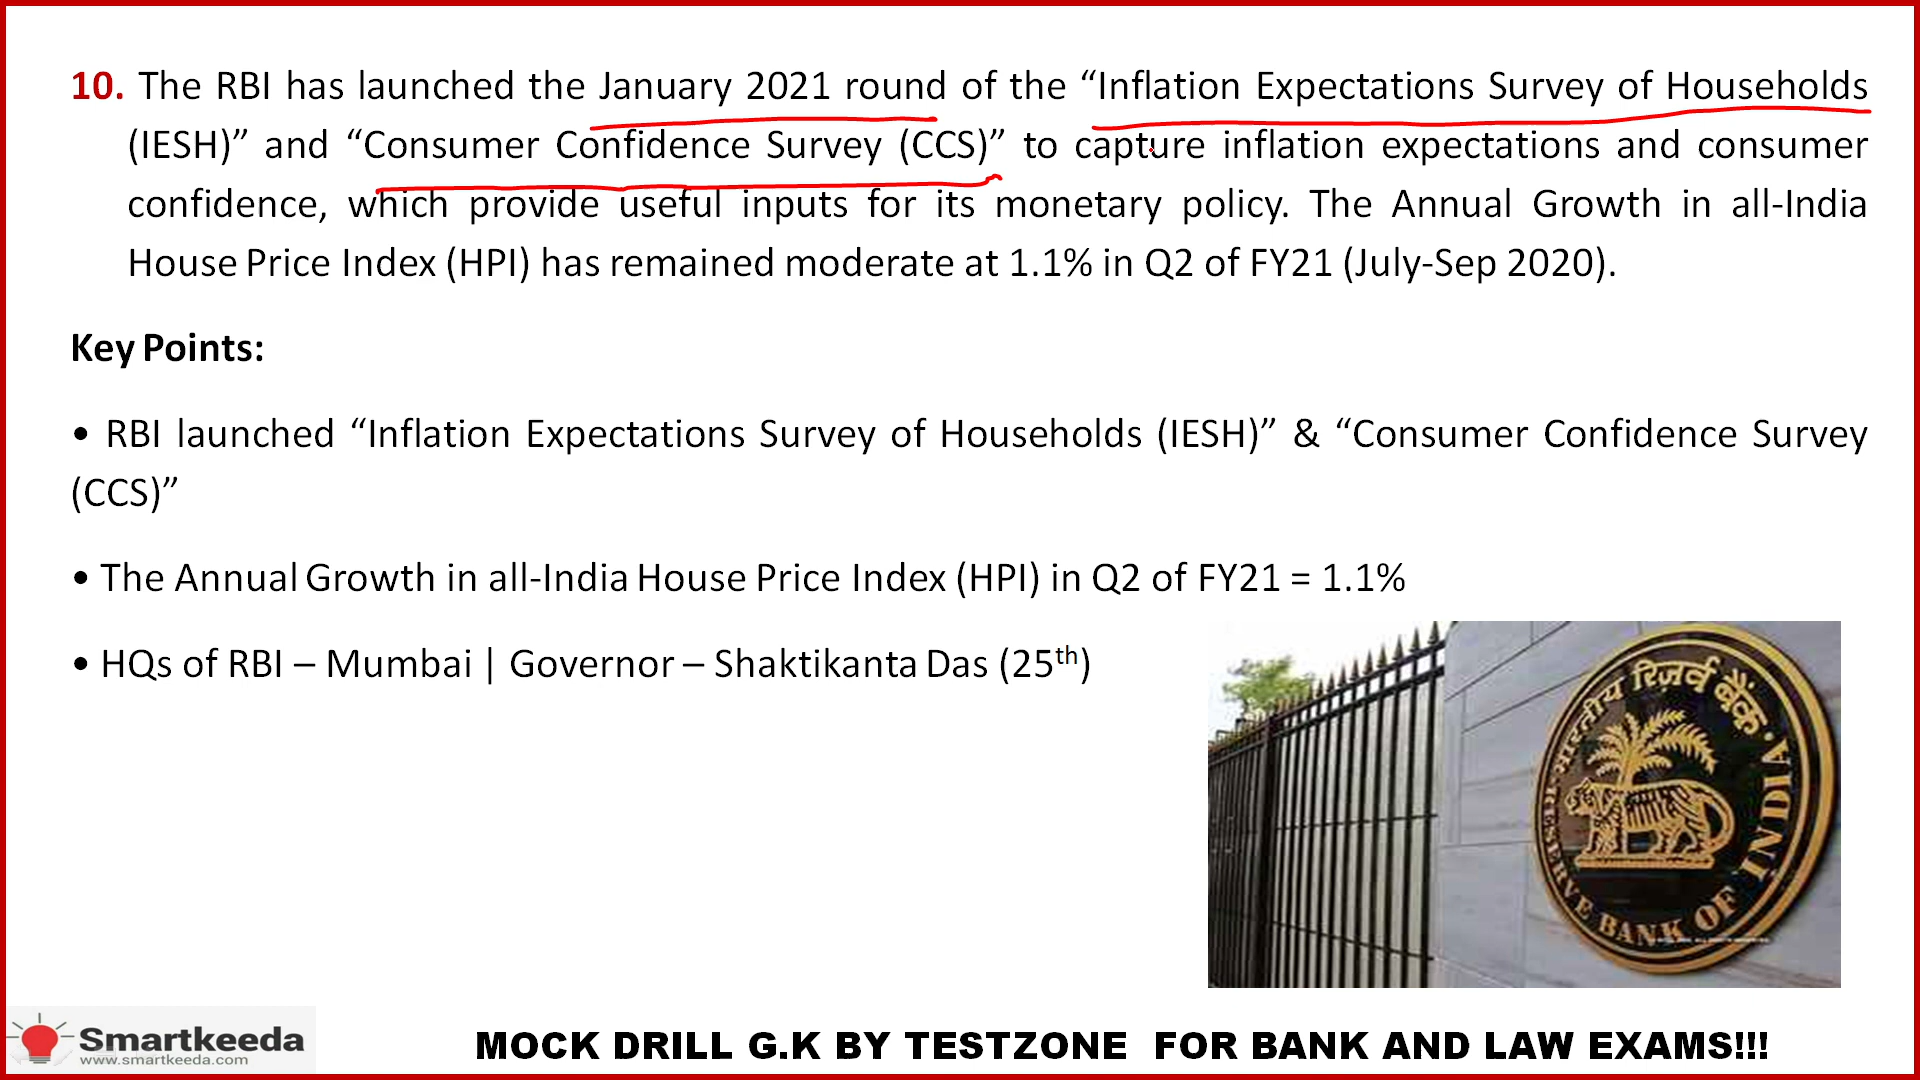 10. The RBI has launched the January 2021 round of the “Inflation Expectations Survey of Households
(IESH)” and “Consumer Confidence Survey (CCS)” to capture inflation expectations and consumer
confidence, which provide useful inputs for its monetary policy. The Annual Growth in all-India
House Price Index (HPI) has remained moderate at 1.1% in Q2 of FY21 (July-Sep 2020).
Key Points:
• RBI launched “Inflation Expectations Survey of Households (IESH)” & “Consumer Confidence Survey
(CCS)”
• The Annual Growth in all-India House Price Index (HPI) in Q2 of FY21 = 1.1%
• HQs of RBI – Mumbai | Governor – Shaktikanta Das (25th)
भारतीय रिज़र्व बैंक
RESERVE BANK OF INDIA
Smartkeeda
www.smartkeeda.com
MOCK DRILL G.K BY TESTZONE FOR BANK AND LAW EXAMS!!!